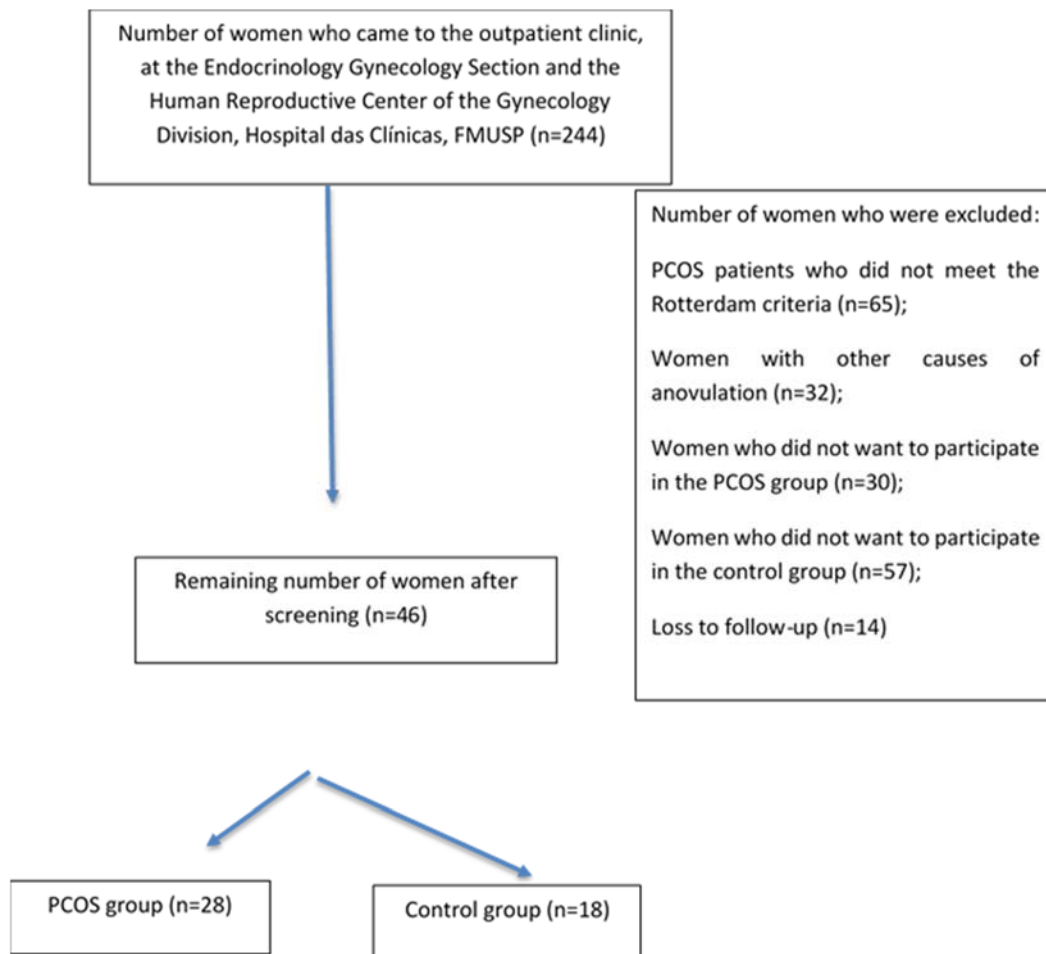 Number of women who came to the outpatient clinic,
at the Endocrinology Gynecology Section and the
Human Reproductive Center of the Gynecology
Division, Hospital das Clínicas, FMUSP (n=244)
Number of women who were excluded:
PCOS patients who did not meet the
Rotterdam criteria (n=65);
Women with other causes of
anovulation (n=32);
Women who did not want to participate
in the PCOS group (n=30);
Women who did not want to participate
in the control group (n=57);
Loss to follow-up (n=14)
Remaining number of women after
screening (n=46)
PCOS group (n=28)
Control group (n=18)